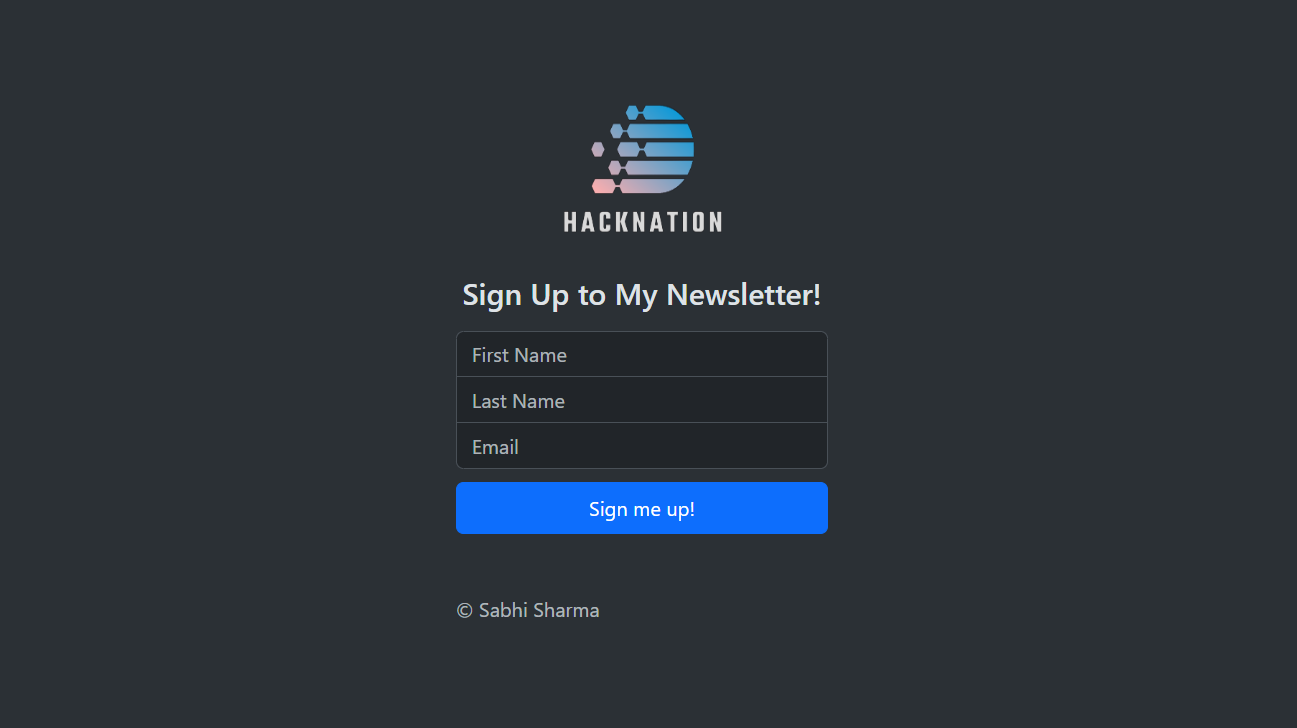 HACKNATION
Sign Up to My Newsletter!
First Name
Last Name
Email
Sign me up!
© Sabhi Sharma